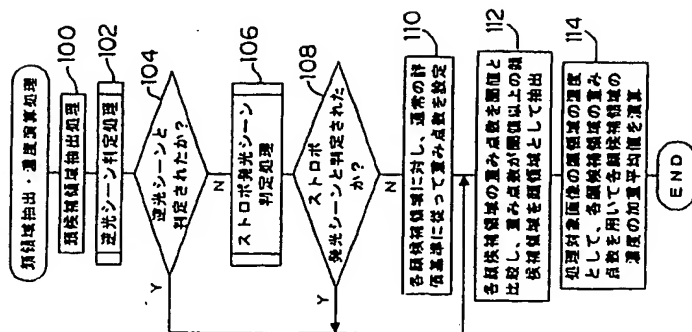 顔領域抽出・濃度演算処理
100
顔候補領域抽出処理
102
逆光シーン判定処理
104
逆光シーンと
判定されたか?
Y
N
106
ストロボ発光シーン
判定処理
108
ストロボ
発光シーンと判定された
か?
Y
N
110
各顔候補領域に対し、通常の評
価基準に従って重み点数を設定
112
各顔候補領域の重み点数を閾値と
比較し、重み点数が閾値以上の顔
候補領域を顔領域として抽出
114
処理対象画像の顔領域の濃度
として、各顔候補領域の重み
点数を用いて各顔候補領域の
濃度の加重平均値を演算
END